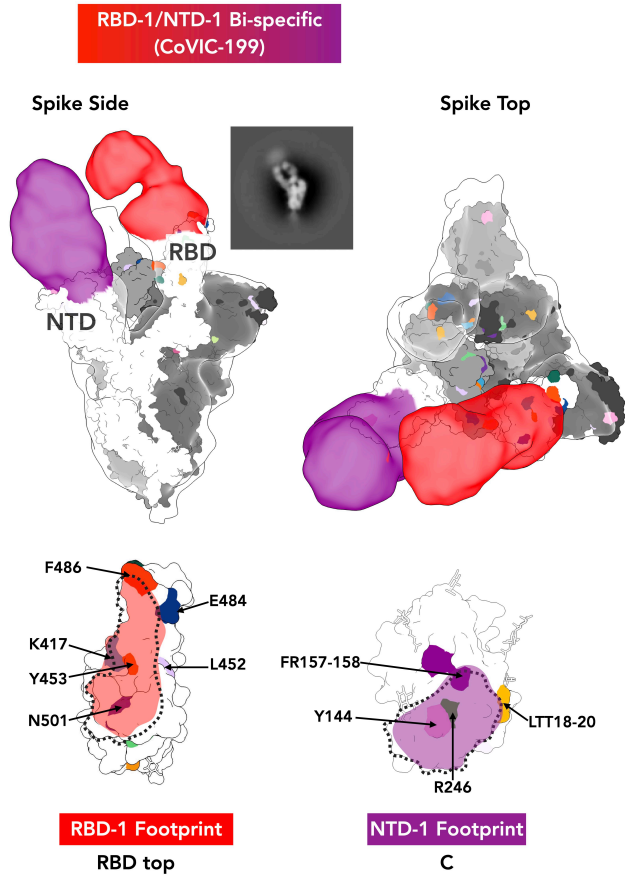 RBD-1/NTD-1 Bi-specific
(CoVIC-199)
Spike Side
Spike Top
RBD
NTD
F486
E484
K417
L452
Y453
N501
FR157-158
Y144
LTT18-20
R246
RBD-1 Footprint
NTD-1 Footprint
RBD top
C